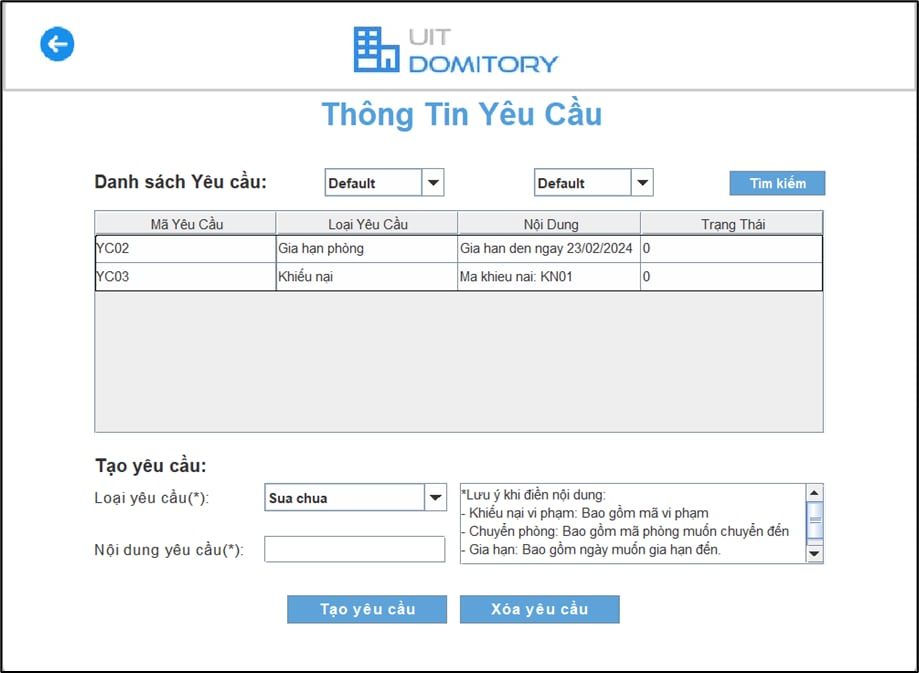 UIT
DOMITORY
Thông Tin Yêu Cầu
Danh sách Yêu cầu: Default Default Tìm kiếm
Mã Yêu Cầu Loại Yêu Cầu Nội Dung Trạng Thái
YC02 Gia hạn phòng Gia han den ngay 23/02/2024 0
YC03 Khiếu nại Ma khieu nai: KN01 0
Tạo yêu cầu:
Loại yêu cầu(*): Sua chua
Nội dung yêu cầu(*):
*Lưu ý khi điền nội dung:
- Khiếu nại vi phạm: Bao gồm mã vi phạm
- Chuyển phòng: Bao gồm mã phòng muốn chuyển đến
- Gia hạn: Bao gồm ngày muốn gia hạn đến.
Tạo yêu cầu Xóa yêu cầu